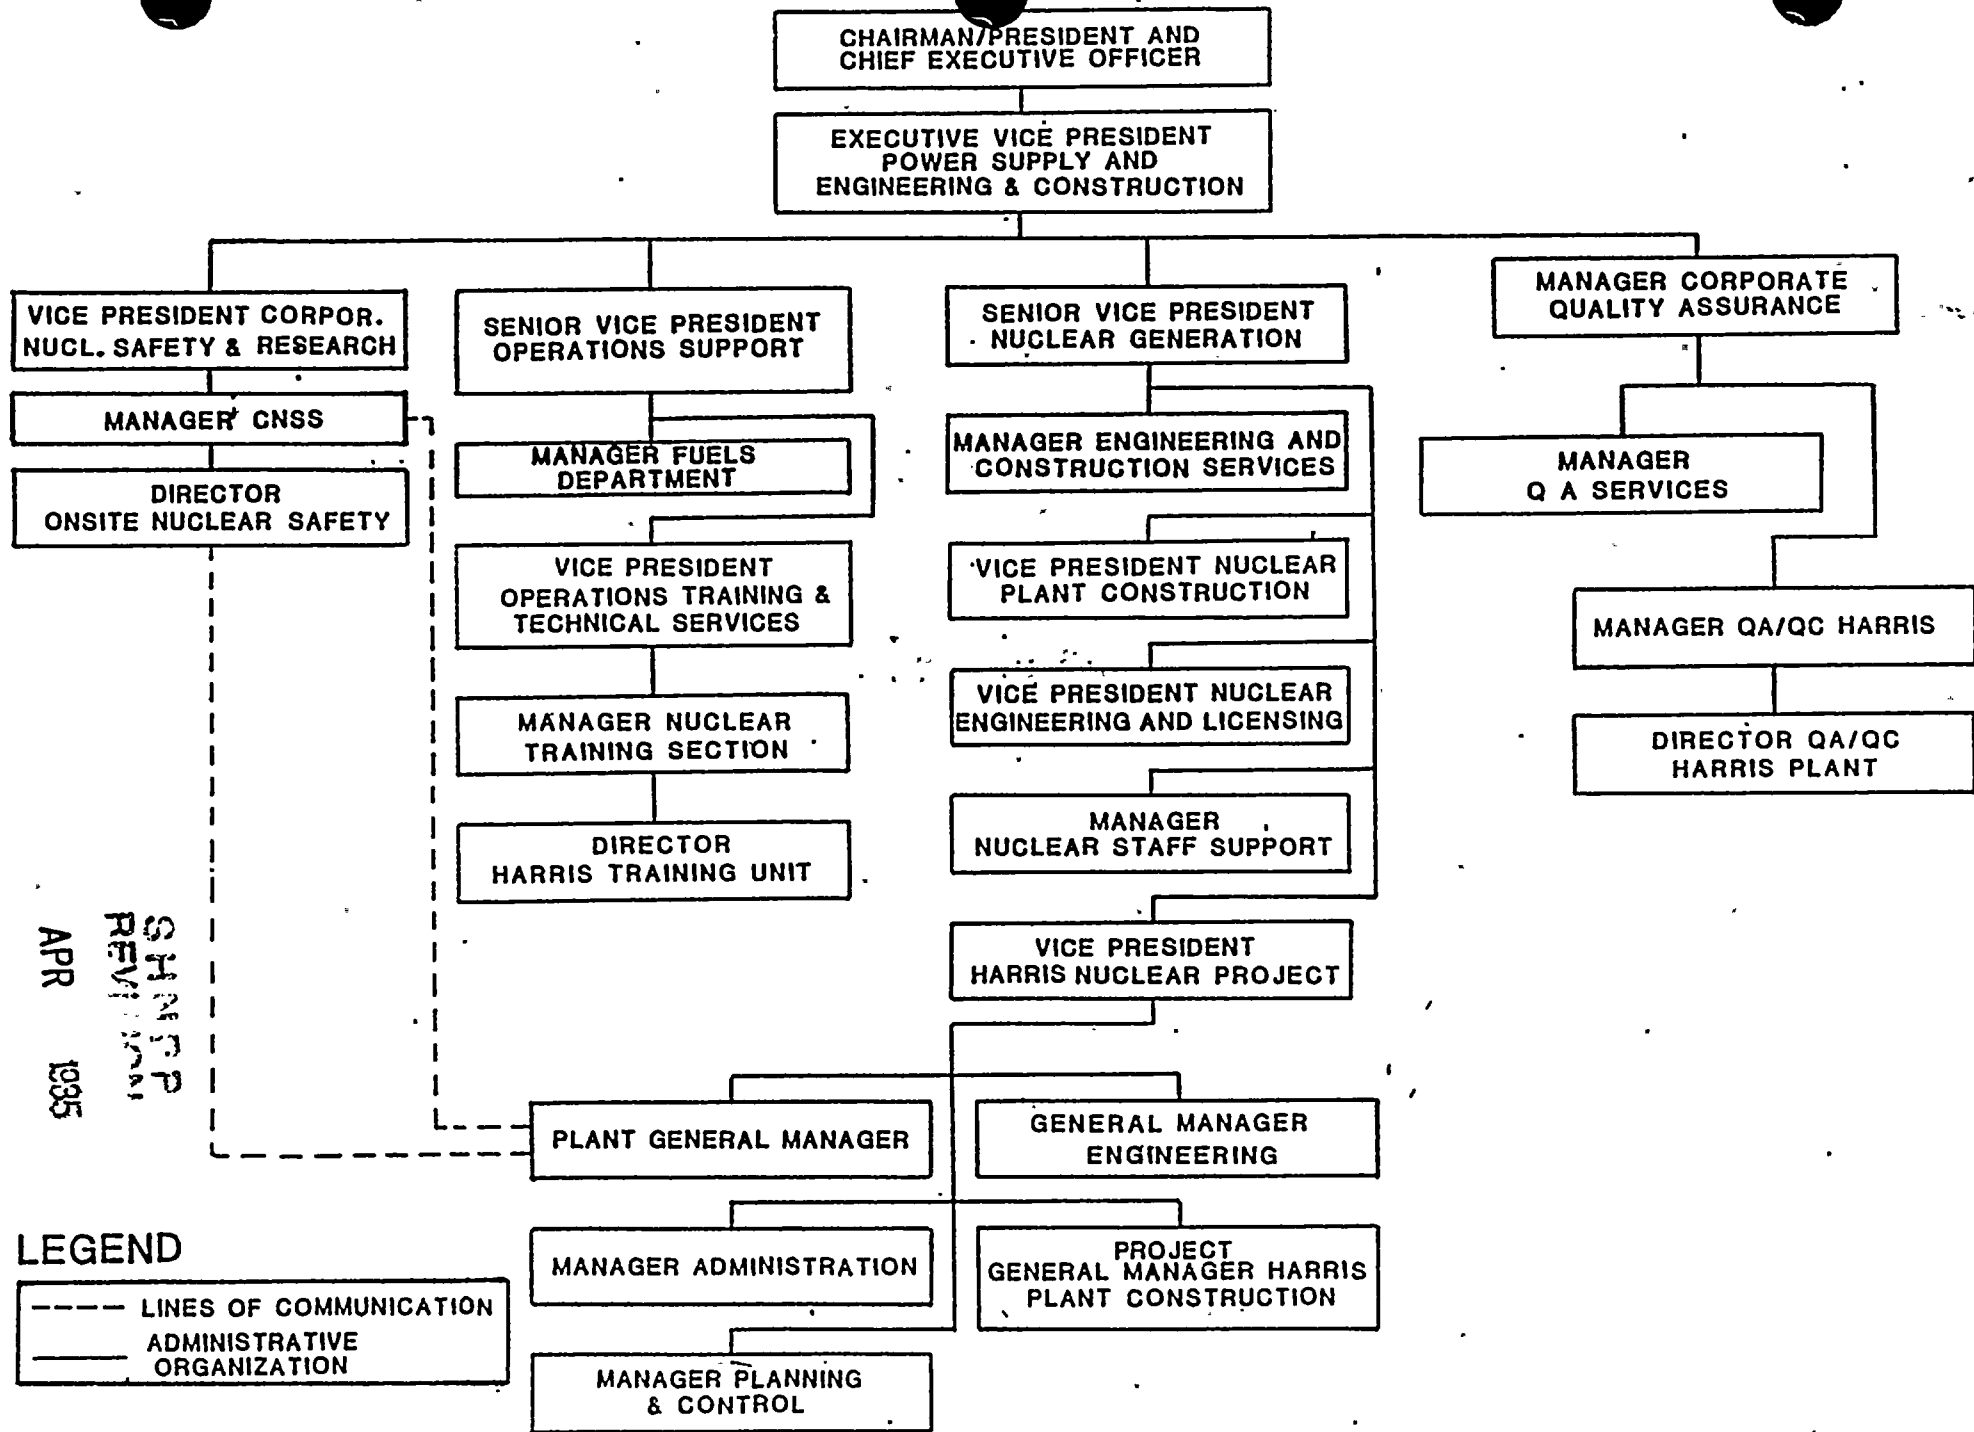 CHAIRMAN/PRESIDENT AND
CHIEF EXECUTIVE OFFICER
EXECUTIVE VICE PRESIDENT
POWER SUPPLY AND
ENGINEERING & CONSTRUCTION
VICE PRESIDENT CORPOR.
NUCL. SAFETY & RESEARCH
MANAGER CNSS
DIRECTOR
ONSITE NUCLEAR SAFETY
SENIOR VICE PRESIDENT
OPERATIONS SUPPORT
MANAGER FUELS
DEPARTMENT
VICE PRESIDENT
OPERATIONS TRAINING &
TECHNICAL SERVICES
MANAGER NUCLEAR
TRAINING SECTION
DIRECTOR
HARRIS TRAINING UNIT
SENIOR VICE PRESIDENT
NUCLEAR GENERATION
MANAGER ENGINEERING AND
CONSTRUCTION SERVICES
VICE PRESIDENT NUCLEAR
PLANT CONSTRUCTION
VICE PRESIDENT NUCLEAR
ENGINEERING AND LICENSING
MANAGER
NUCLEAR STAFF SUPPORT
VICE PRESIDENT
HARRIS NUCLEAR PROJECT
MANAGER CORPORATE
QUALITY ASSURANCE
MANAGER
Q A SERVICES
MANAGER QA/QC HARRIS
DIRECTOR QA/QC
HARRIS PLANT
PLANT GENERAL MANAGER
GENERAL MANAGER
ENGINEERING
MANAGER ADMINISTRATION
PROJECT
GENERAL MANAGER HARRIS
PLANT CONSTRUCTION
MANAGER PLANNING
& CONTROL
SHNPP
REVISION
APR 1985
LEGEND
LINES OF COMMUNICATION
ADMINISTRATIVE
ORGANIZATION